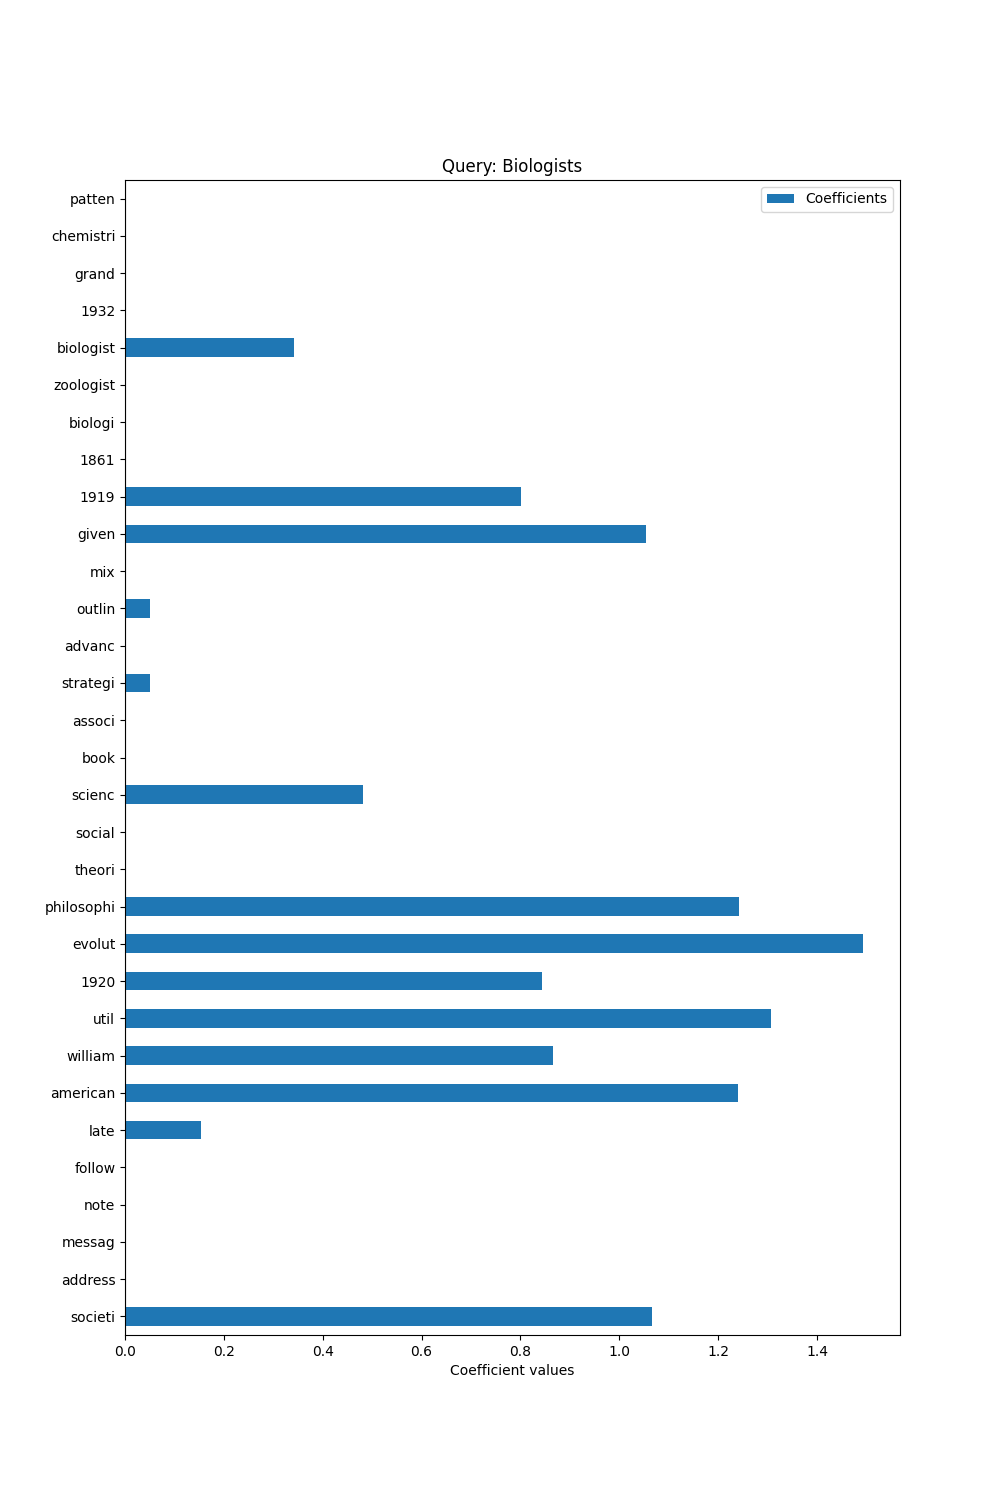 Query: Biologists
Coefficients
patten
chemistri
grand
1932
biologist
zoologist
biologi
1861
1919
given
mix
outlin
advanc
strategi
associ
book
scienc
social
theori
philosophi
evolut
1920
util
william
american
late
follow
note
messag
address
societi
0.0 0.2 0.4 0.6 0.8 1.0 1.2 1.4
Coefficient values